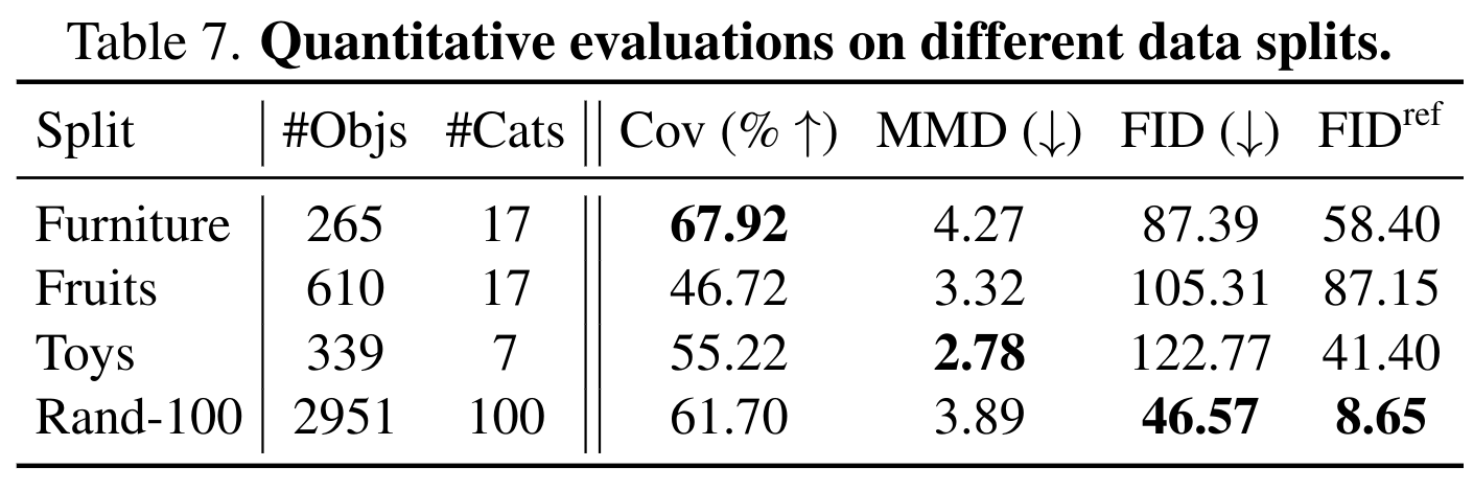 Table 7. Quantitative evaluations on different data splits.
Split #Objs #Cats Cov (% ↑) MMD (↓) FID (↓) FID^ref
Furniture 265 17 67.92 4.27 87.39 58.40
Fruits 610 17 46.72 3.32 105.31 87.15
Toys 339 7 55.22 2.78 122.77 41.40
Rand-100 2951 100 61.70 3.89 46.57 8.65